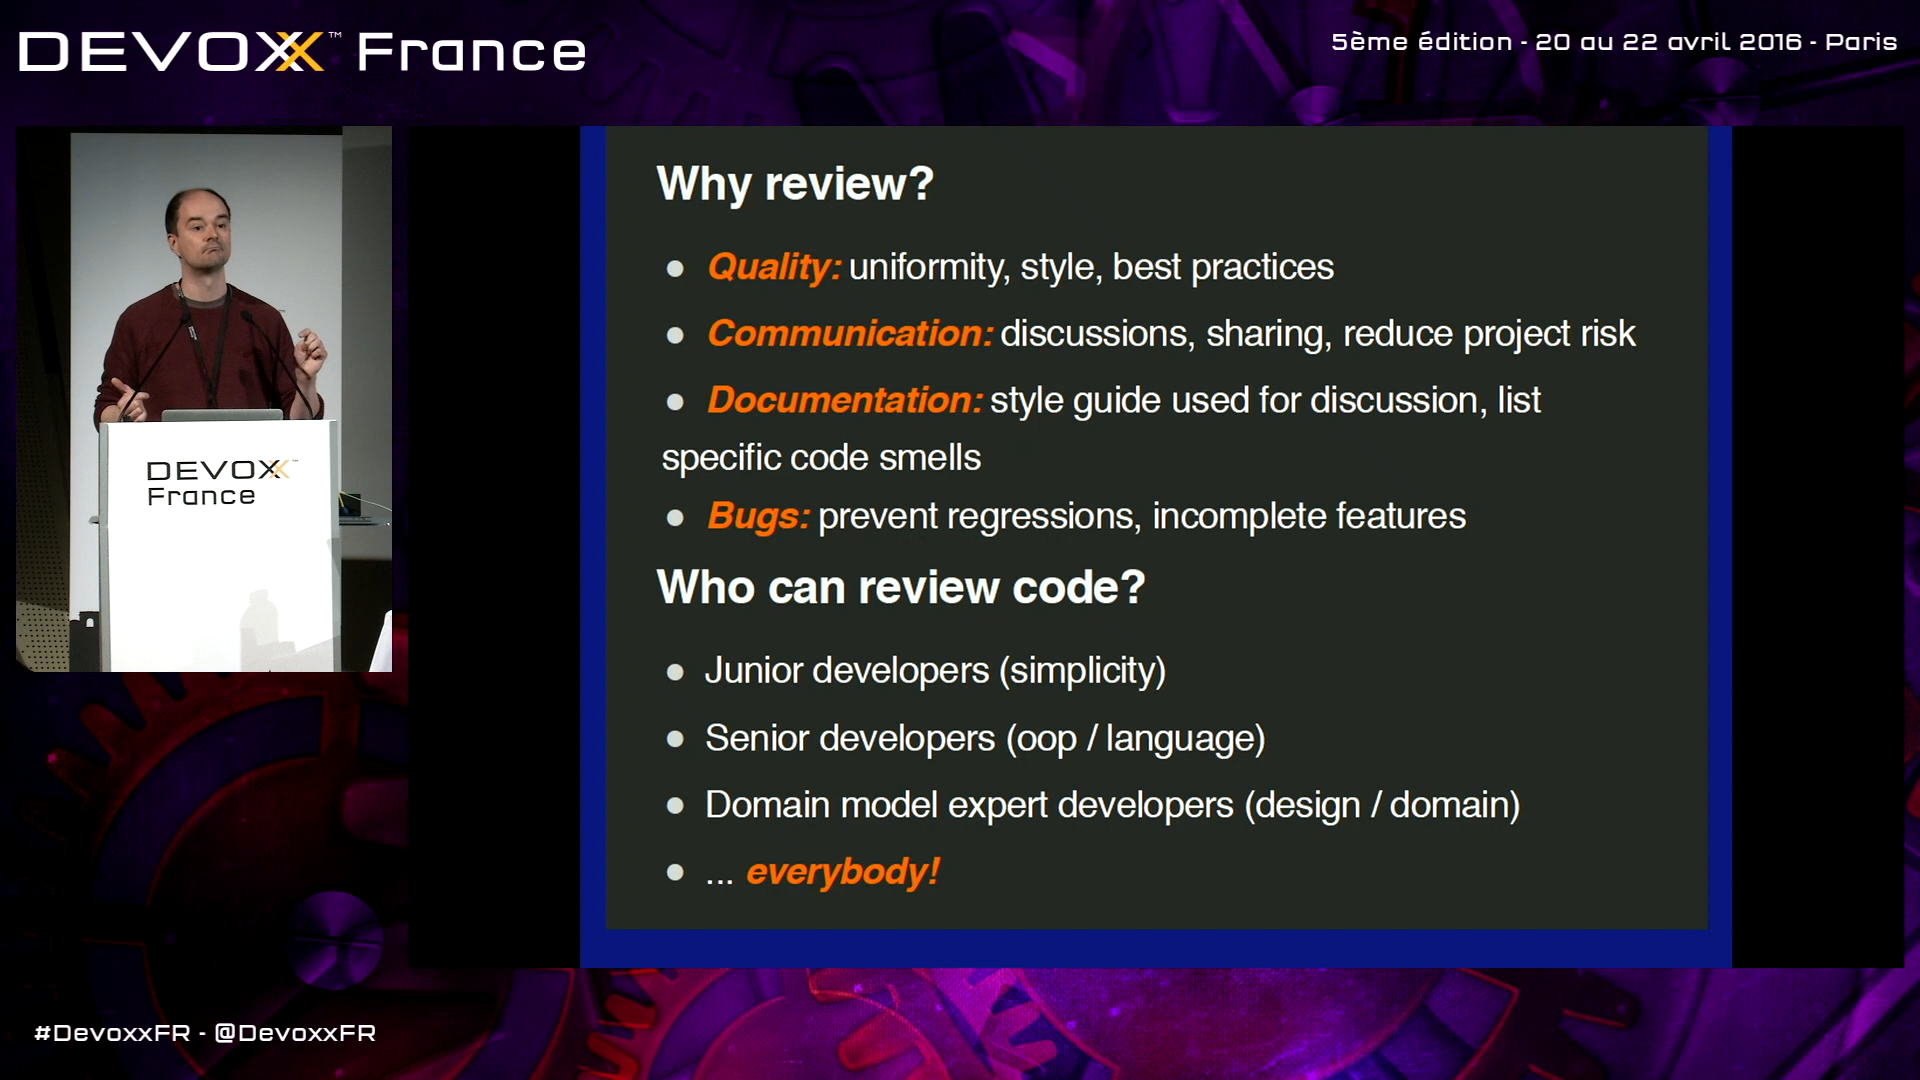 DEVOXX™ France
5ème édition - 20 au 22 avril 2016 - Paris
Why review?
● Quality: uniformity, style, best practices
● Communication: discussions, sharing, reduce project risk
● Documentation: style guide used for discussion, list
specific code smells
● Bugs: prevent regressions, incomplete features
Who can review code?
● Junior developers (simplicity)
● Senior developers (oop / language)
● Domain model expert developers (design / domain)
● ... everybody!
DEVOXX™
France
#DevoxxFR - @DevoxxFR